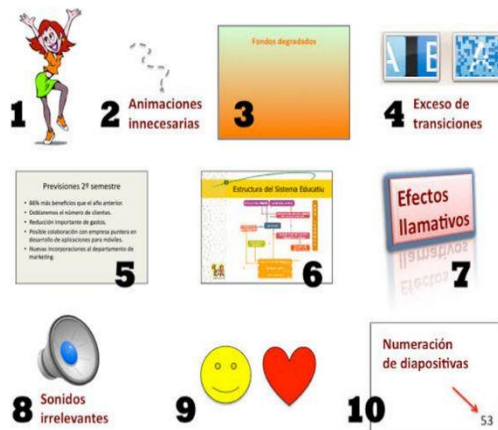 1
2 Animaciones
innecesarias
Fondos degradados
3
A B A
4 Exceso de
transiciones
Previsiones 2º semestre
• 66% más beneficios que el año anterior.
• Doblaremos el número de clientes.
• Reducción importante de gastos.
• Posible colaboración con empresa puntera en
desarrollo de aplicaciones para móviles.
• Nuevas incorporaciones al departamento de
marketing.
5
Estructura del Sistema Educatiu
6
Efectos
llamativos
7
8 Sonidos
irrelevantes
9
Numeración
de diapositivas
10
53